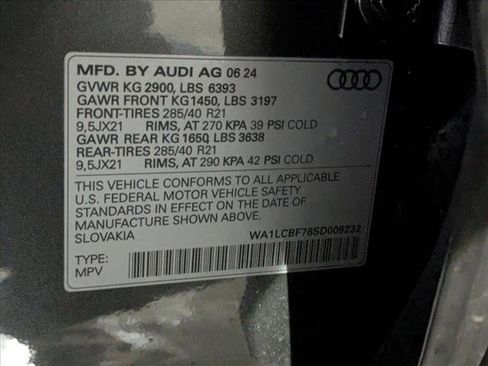 MFD. BY AUDI AG 06 24
GVWR KG 2900, LBS 6393
GAWR FRONT KG1450, LBS 3197
FRONT-TIRES 285/40 R21
9,5JX21 RIMS, AT 270 KPA 39 PSI COLD
GAWR REAR KG 1650, LBS 3638
REAR-TIRES 285/40 R21
9,5JX21 RIMS, AT 290 KPA 42 PSI COLD
THIS VEHICLE CONFORMS TO ALL APPLICABLE
U.S. FEDERAL MOTOR VEHICLE SAFETY
STANDARDS IN EFFECT ON THE DATE OF
MANUFACTURE SHOWN ABOVE.
SLOVAKIA WA1LCBF76SD009232
TYPE:
MPV